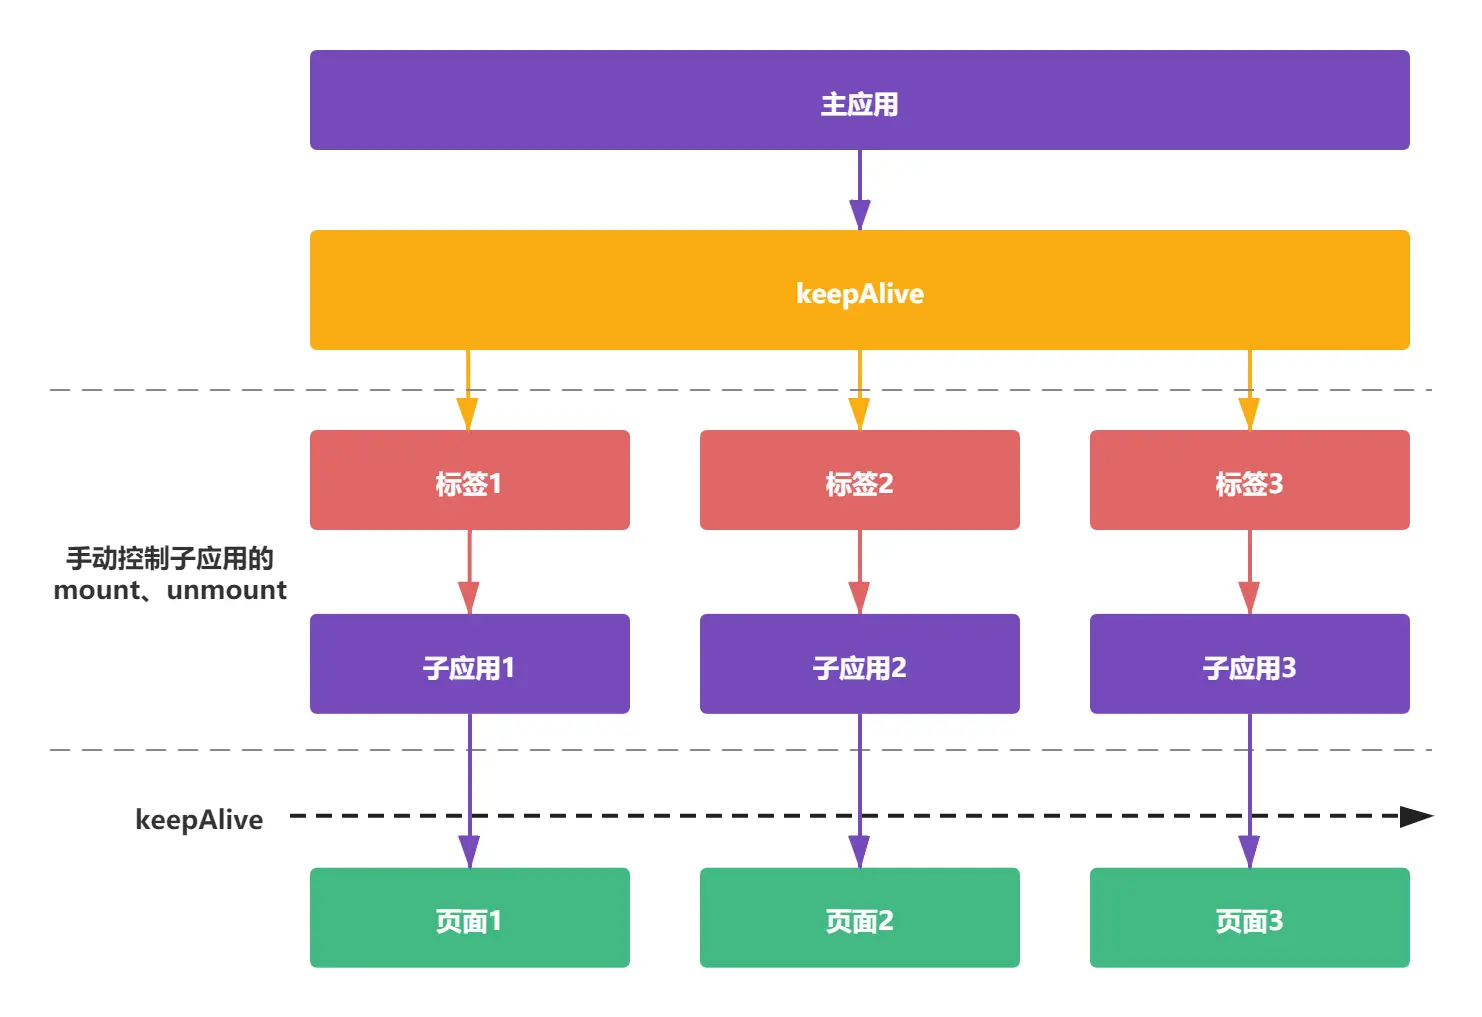 主应用
keepAlive
标签1
标签2
标签3
手动控制子应用的
mount、unmount
子应用1
子应用2
子应用3
keepAlive
页面1
页面2
页面3